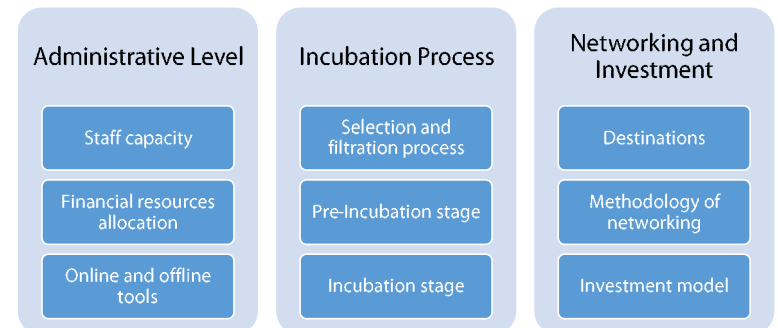 Administrative Level
Staff capacity
Financial resources
allocation
Online and offline
tools
Incubation Process
Selection and
filtration process
Pre-Incubation stage
Incubation stage
Networking and
Investment
Destinations
Methodology of
networking
Investment model